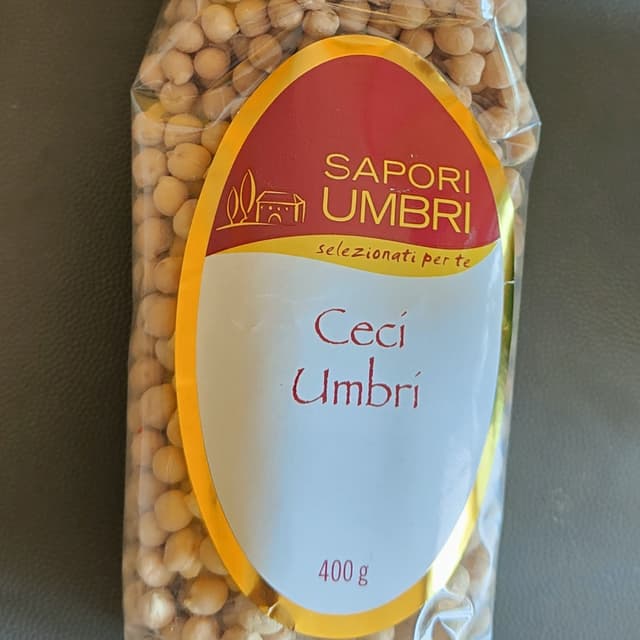 SAPORI
UMBRI
selezionati per te
Ceci
Umbri
400 g